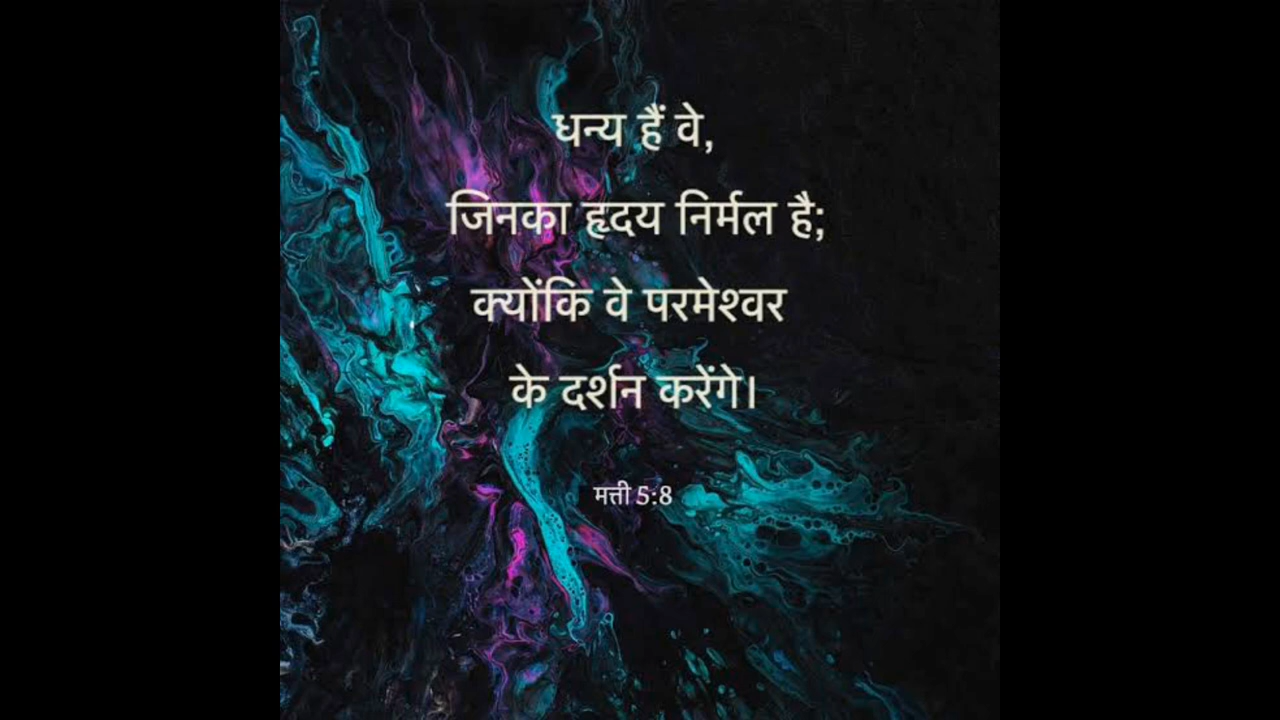 धन्य हैं वे,
जिनका हृदय निर्मल है;
क्योंकि वे परमेश्वर
के दर्शन करेंगे।
मत्ती 5:8